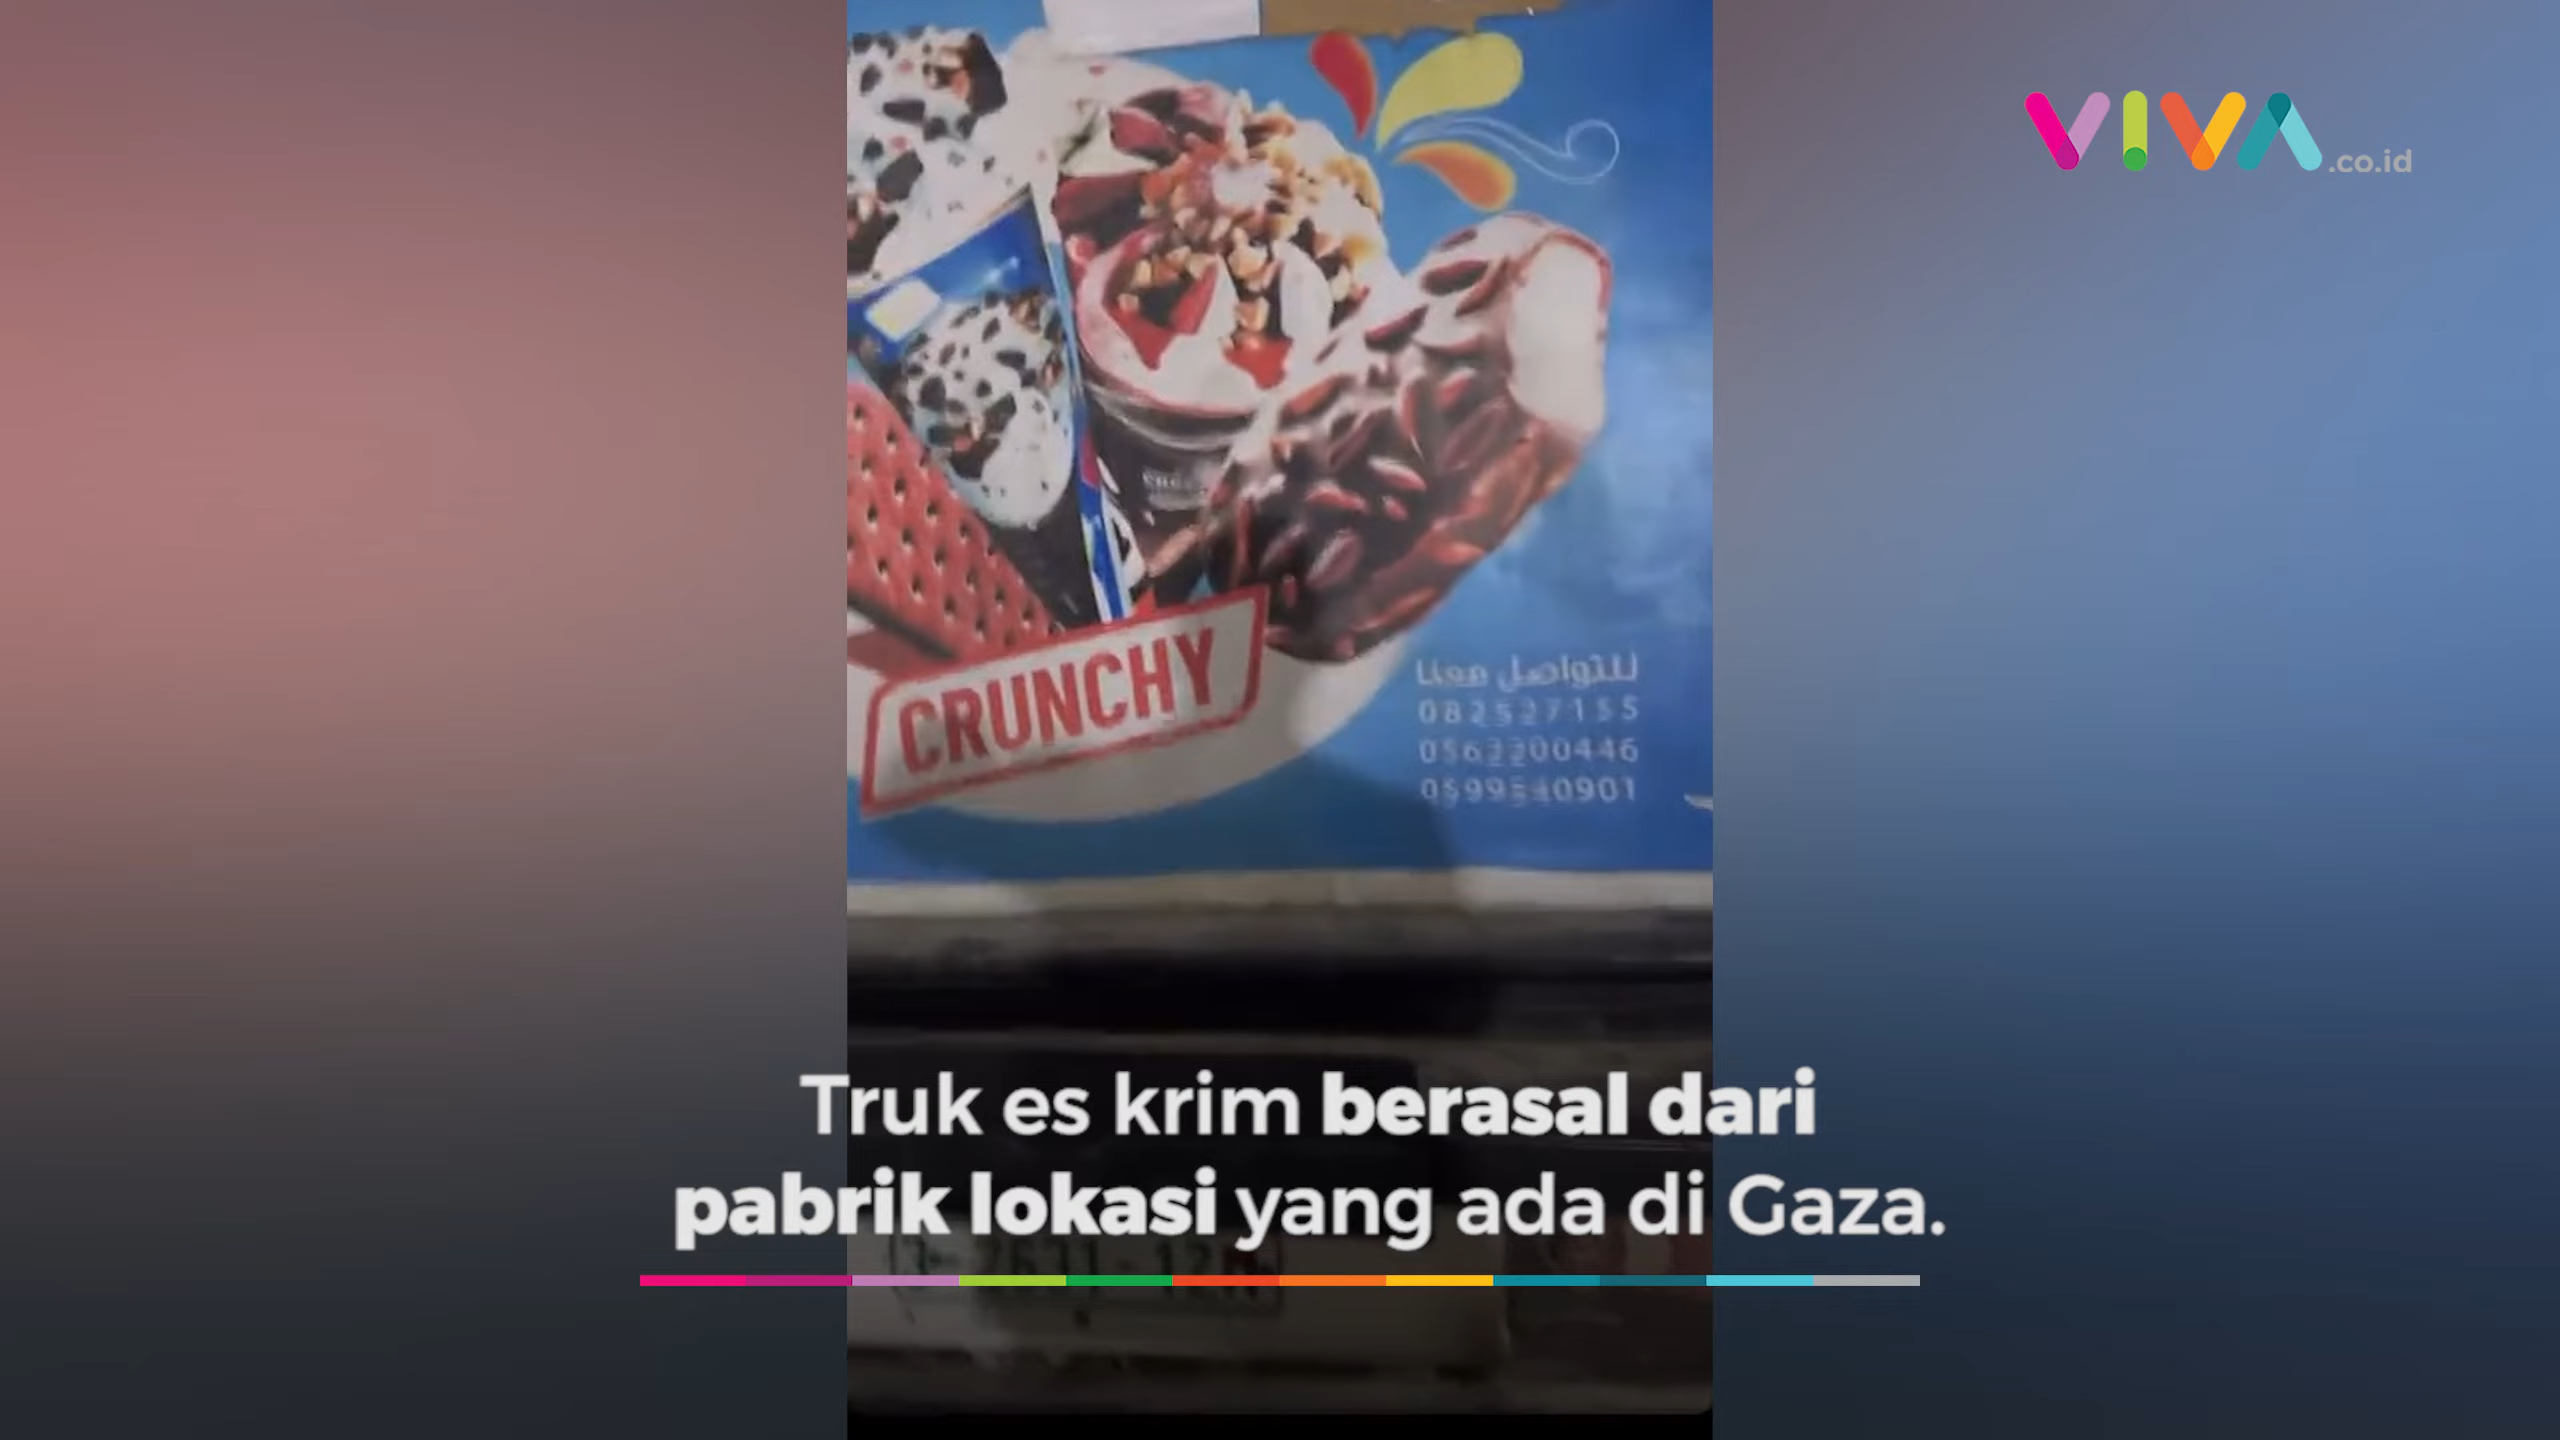 VIVA.co.id
CRUNCHY
للتواصل معنا
082527155
0562200446
0599540901
Truk es krim berasal dari
pabrik lokasi yang ada di Gaza.